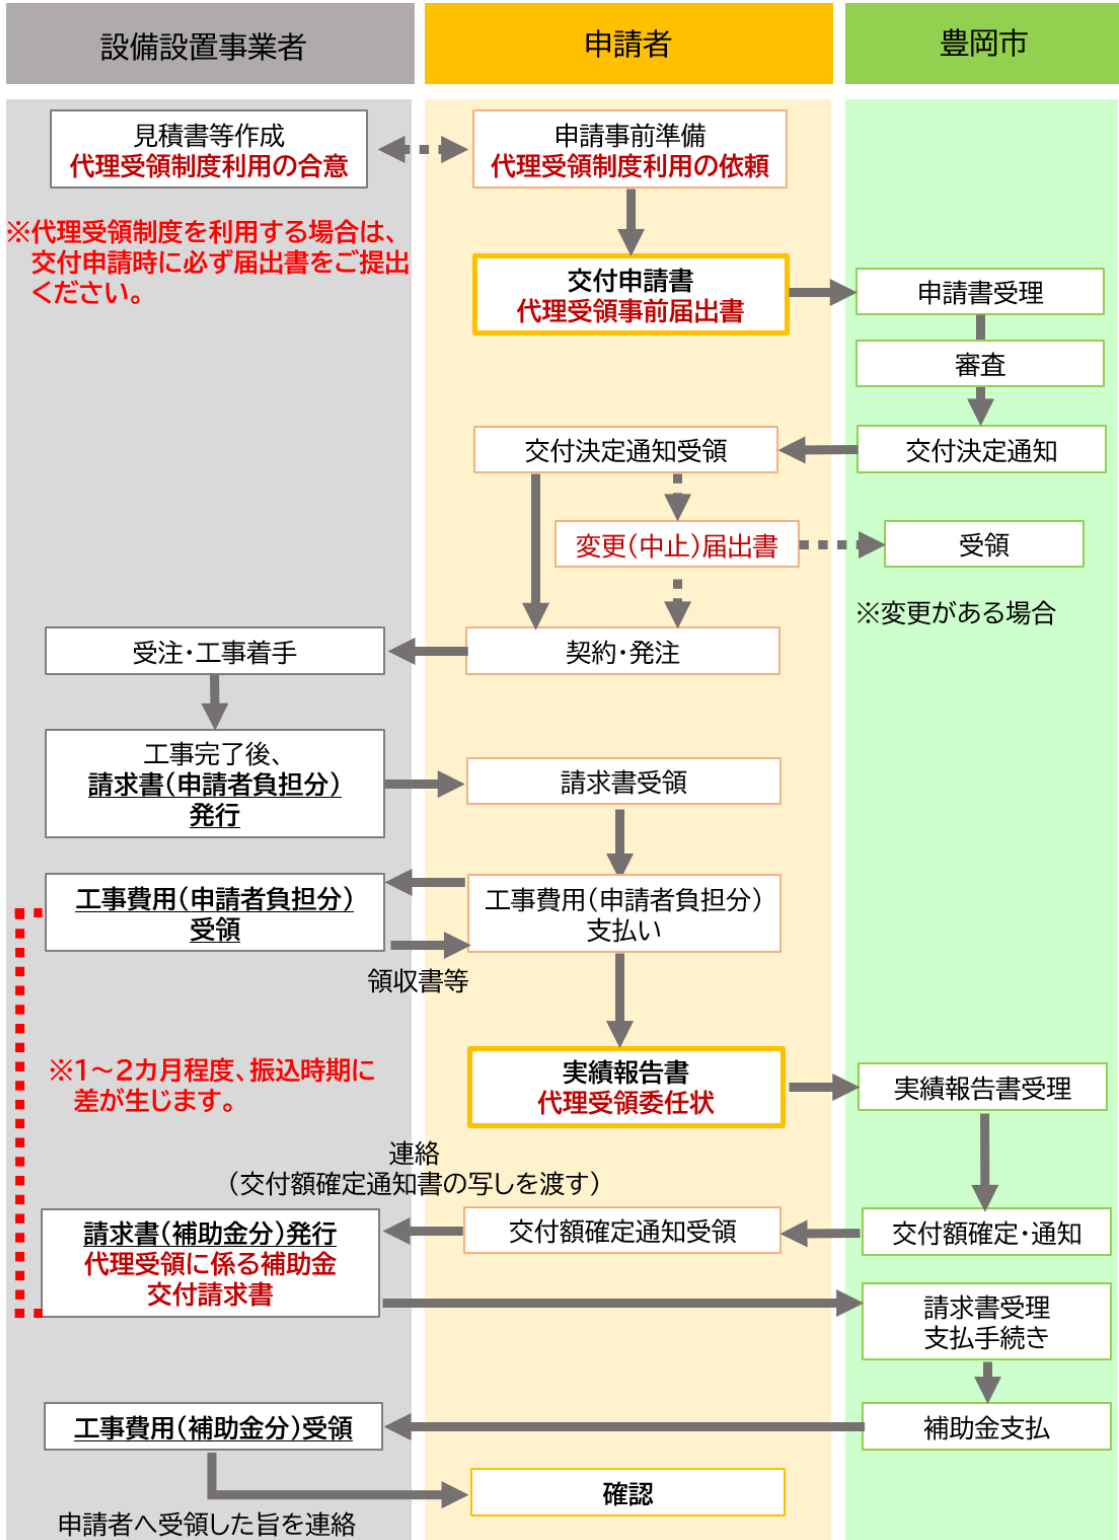 設備設置事業者
申請者
豊岡市
見積書等作成
代理受領制度利用の合意
申請事前準備
代理受領制度利用の依頼
※代理受領制度を利用する場合は、
交付申請時に必ず届出書をご提出
ください。
交付申請書
代理受領事前届出書
申請書受理
審査
交付決定通知受領
交付決定通知
変更(中止)届出書
受領
※変更がある場合
受注・工事着手
契約・発注
工事完了後、
請求書(申請者負担分)
発行
請求書受領
工事費用(申請者負担分)
受領
工事費用(申請者負担分)
支払い
領収書等
※1～2カ月程度、振込時期に
差が生じます。
実績報告書
代理受領委任状
実績報告書受理
連絡
(交付額確定通知書の写しを渡す)
請求書(補助金分)発行
代理受領に係る補助金
交付請求書
交付額確定通知受領
交付額確定・通知
請求書受理
支払手続き
工事費用(補助金分)受領
補助金支払
確認
申請者へ受領した旨を連絡